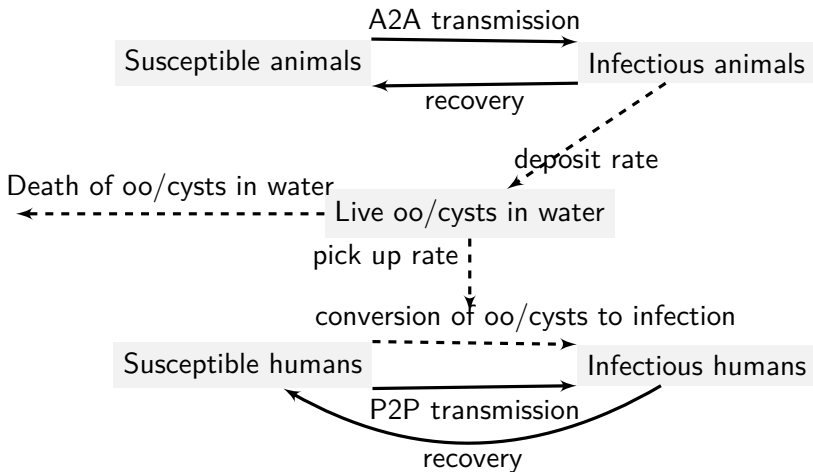 A2A transmission
Susceptible animals
Infectious animals
recovery
deposit rate
Death of oo/cysts in water
Live oo/cysts in water
pick up rate
conversion of oo/cysts to infection
Susceptible humans
Infectious humans
P2P transmission
recovery